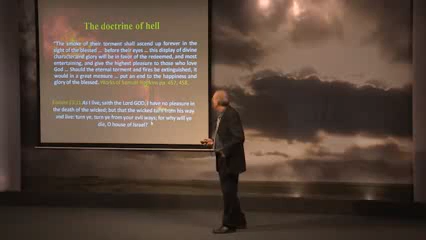 The doctrine of hell
"The smoke of their torment shall ascend up forever in the
sight of the blessed ... before their eyes ... this display of divine
character and glory will be in favor of the redeemed, and most
entertaining, and give the highest pleasure to those who love
God ... Should the eternal torment and fires be extinguished, it
would in a great measure ... put an end to the happiness and
glory of the blessed. Works of Samuel pg. 457, 458.
33:11 As I live, saith the Lord GOD, I have no pleasure in
the death of the wicked; but that the wicked turn from his way
and live: turn ye, turn ye from your evil ways; for why will ye
die, O house of Israel?